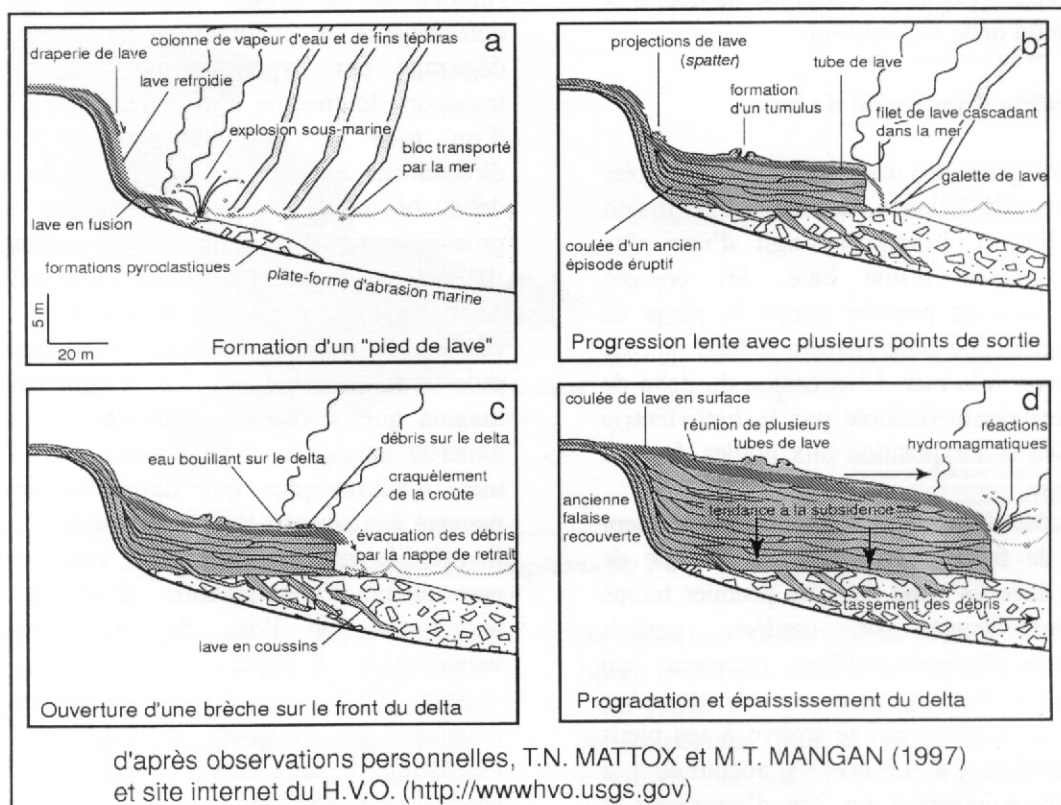 a
draperie de lave
colonne de vapeur d'eau et de fins téphras
lave refroidie
explosion sous-marine
bloc transporté
par la mer
lave en fusion
formations pyroclastiques
plate-forme d'abrasion marine
5 m
20 m
Formation d'un "pied de lave"
b
projections de lave
(spatter)
tube de lave
formation
d'un tumulus
filet de lave cascadant
dans la mer
galette de lave
coulée d'un ancien
épisode éruptif
Progression lente avec plusieurs points de sortie
c
débris sur le delta
eau bouillant sur le delta
craquèlement
de la croûte
évacuation des débris
par la nappe de retrait
lave en coussins
Ouverture d'une brèche sur le front du delta
d
coulée de lave en surface
réunion de plusieurs
tubes de lave
réactions
hydromagmatiques
ancienne
falaise
recouverte
tendance à la subsidence
tassement des débris
Progradation et épaississement du delta
d'après observations personnelles, T.N. MATTOX et M.T. MANGAN (1997)
et site internet du H.V.O. (http://wwwhvo.usgs.gov)